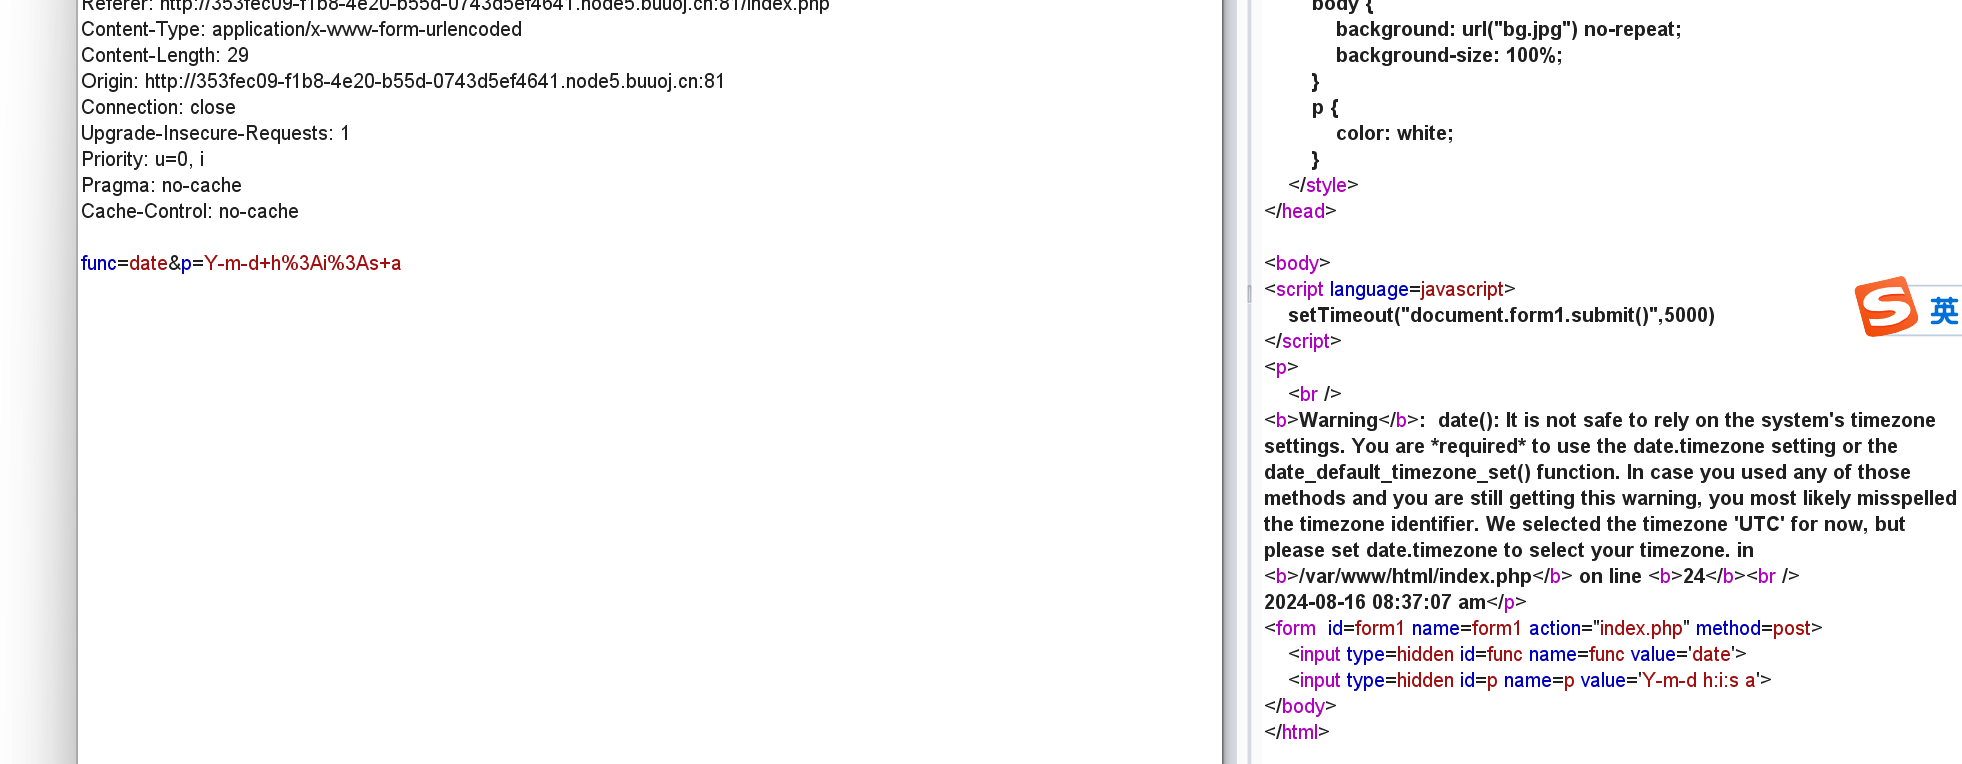 Referer: http://353fec09-f1b8-4e20-b55d-0743d5ef4641.node5.buuoj.cn:81/index.php
Content-Type: application/x-www-form-urlencoded
Content-Length: 29
Origin: http://353fec09-f1b8-4e20-b55d-0743d5ef4641.node5.buuoj.cn:81
Connection: close
Upgrade-Insecure-Requests: 1
Priority: u=0, i
Pragma: no-cache
Cache-Control: no-cache

func=date&p=Y-m-d+h%3Ai%3As+a
body {
background: url("bg.jpg") no-repeat;
background-size: 100%;
}
p {
color: white;
}
</style>
</head>

<body>
<script language=javascript>
setTimeout("document.form1.submit()",5000)
</script>
<p>
<br />
<b>Warning</b>:  date(): It is not safe to rely on the system's timezone
settings. You are *required* to use the date.timezone setting or the
date_default_timezone_set() function. In case you used any of those
methods and you are still getting this warning, you most likely misspelled
the timezone identifier. We selected the timezone 'UTC' for now, but
please set date.timezone to select your timezone. in
<b>/var/www/html/index.php</b> on line <b>24</b><br />
2024-08-16 08:37:07 am</p>
<form  id=form1 name=form1 action="index.php" method=post>
<input type=hidden id=func name=func value='date'>
<input type=hidden id=p name=p value='Y-m-d h:i:s a'>
</body>
</html>
S 英